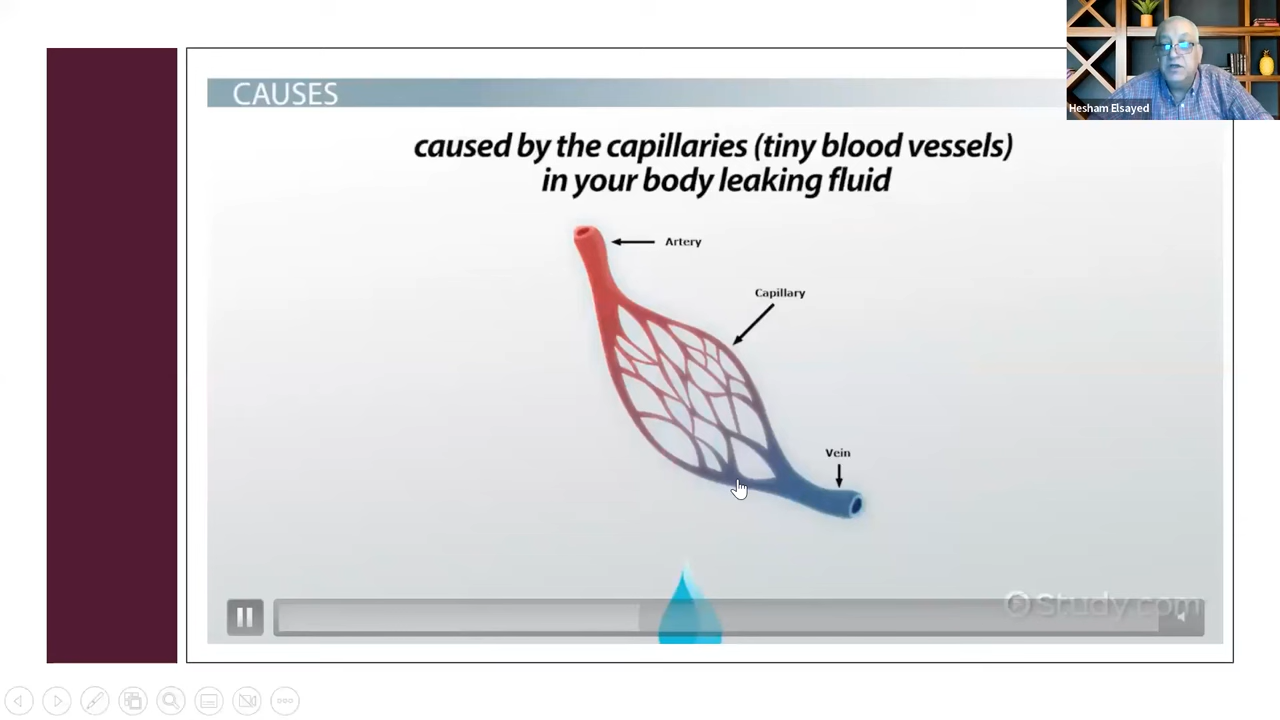 CAUSES
Hesham Elsayed
caused by the capillaries (tiny blood vessels)
in your body leaking fluid
Artery
Capillary
Vein
Study.com